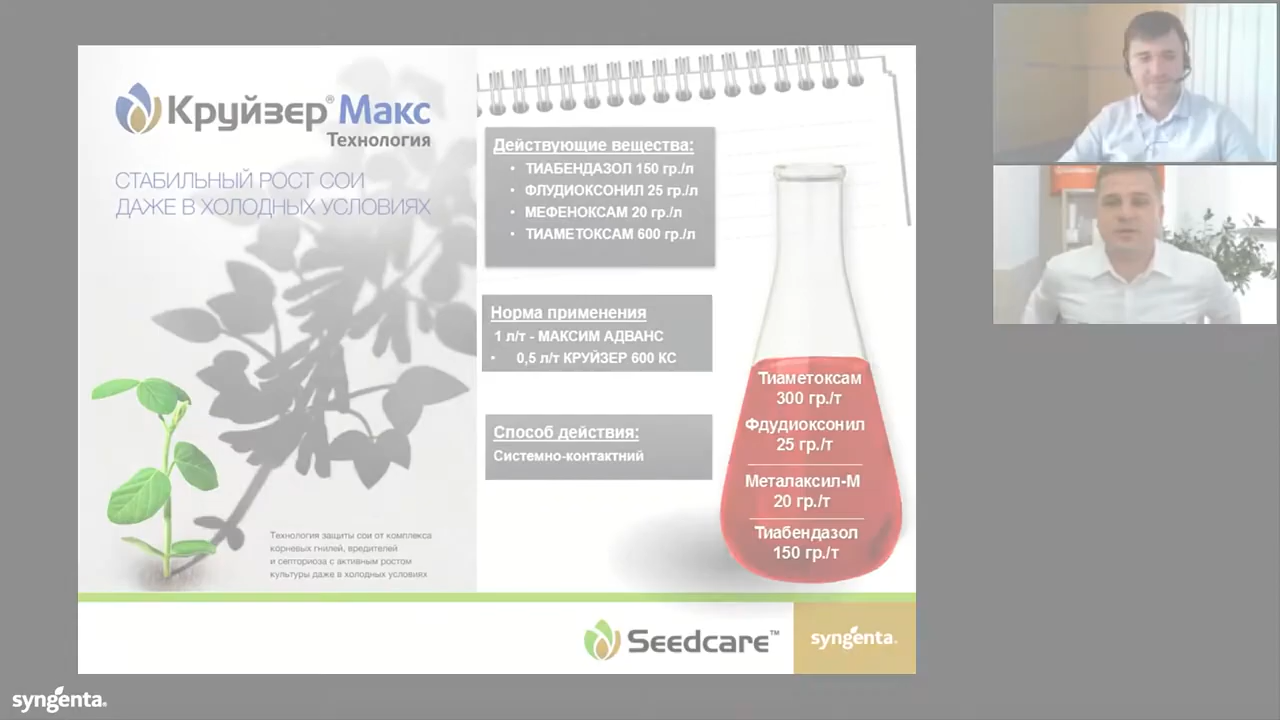 Круйзер® Макс
Технология
СТАБИЛЬНЫЙ РОСТ СОИ
ДАЖЕ В ХОЛОДНЫХ УСЛОВИЯХ
Технология защиты сои от комплекса
корневых гнилей, вредителей
и септориоза с активным ростом
культуры даже в холодных условиях
Действующие вещества:
• ТИАБЕНДАЗОЛ 150 гр./л
• ФЛУДИОКСОНИЛ 25 гр./л
• МЕФЕНОКСАМ 20 гр./л
• ТИАМЕТОКСАМ 600 гр./л
Норма применения
1 л/т - МАКСИМ АДВАНС
• 0,5 л/т КРУЙЗЕР 600 КС
Способ действия:
Системно-контактний
Тиаметоксам
300 гр./т
Фдудиоксонил
25 гр./т
Металаксил-М
20 гр./т
Тиабендазол
150 гр./т
Seedcare™
syngenta.
syngenta.